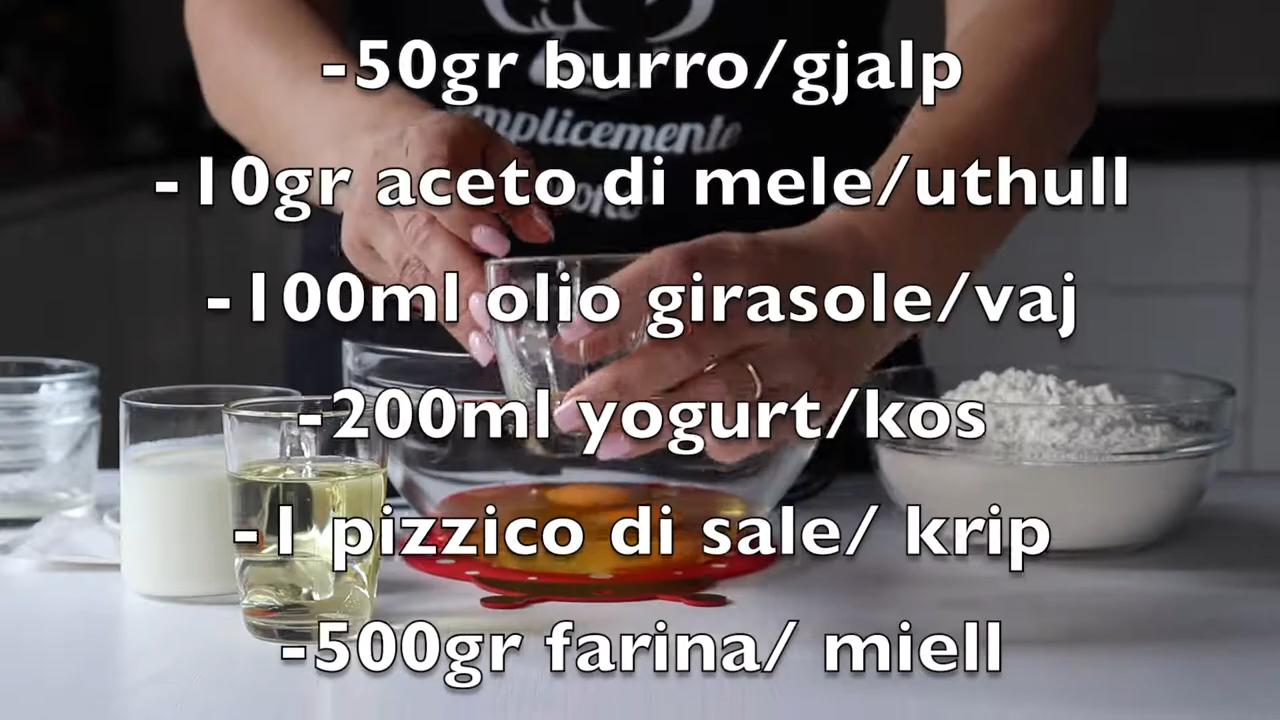 -50gr burro/gjalp
mplicemente
-10gr aceto di mele/uthull
-100ml olio girasole/vaj
-200ml yogurt/kos
-1 pizzico di sale/ krip
-500gr farina/ miell